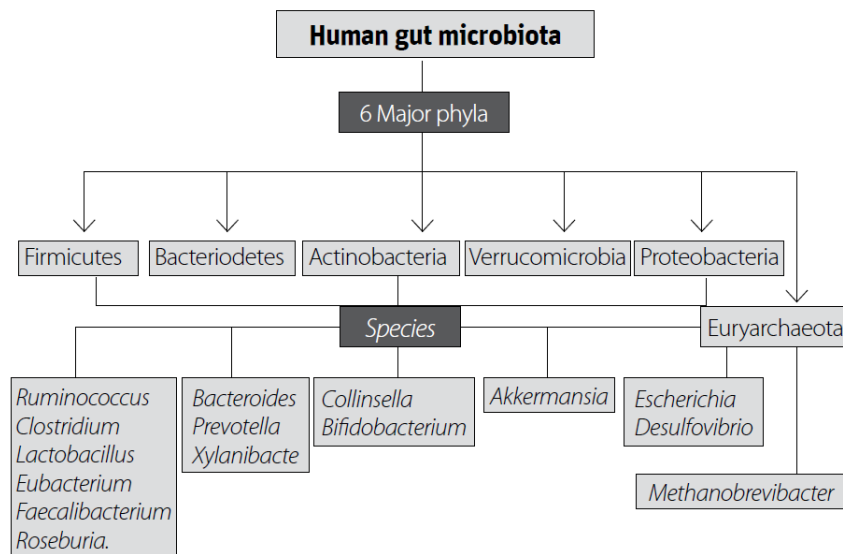 Human gut microbiota
6 Major phyla
Firmicutes
Bacteriodetes
Actinobacteria
Verrucomicrobia
Proteobacteria
Species
Euryarchaeota
Ruminococcus
Clostridium
Lactobacillus
Eubacterium
Faecalibacterium
Roseburia.
Bacteroides
Prevotella
Xylanibacte
Collinsella
Bifidobacterium
Akkermansia
Escherichia
Desulfovibrio
Methanobrevibacter